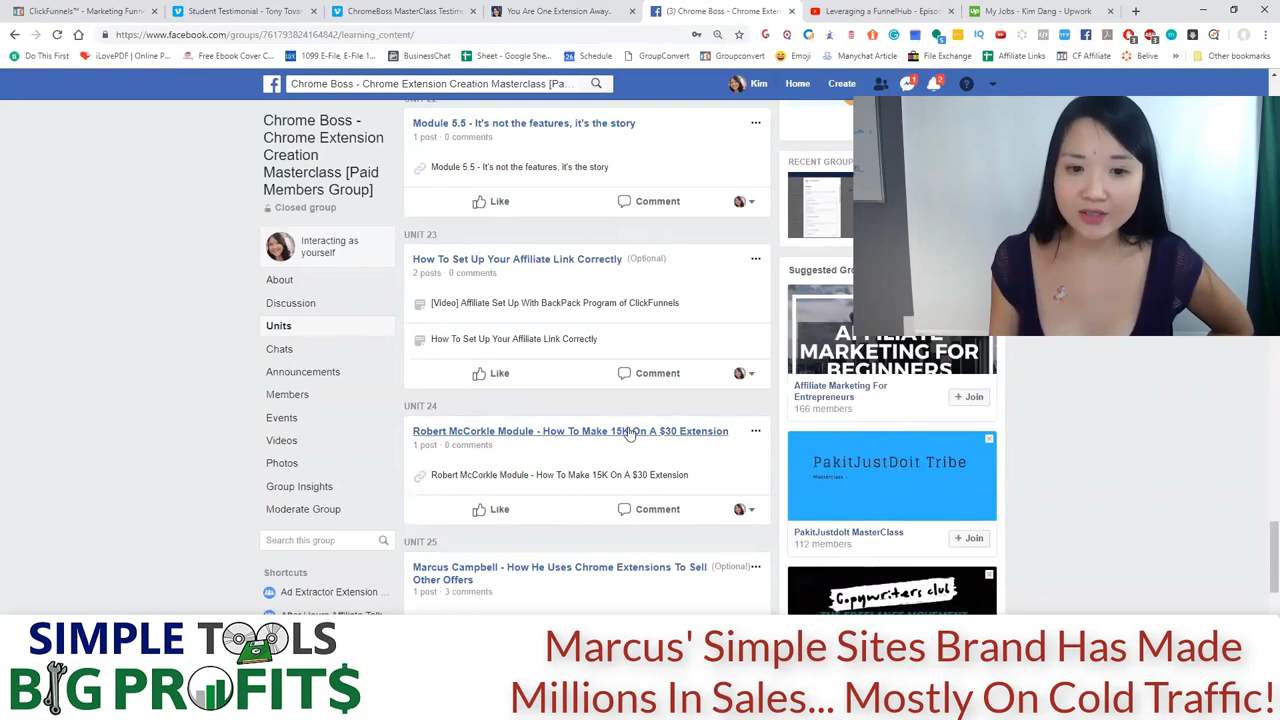 ClickFunnels™ - Marketing Funn
Student Testimonial - Tony Tova
ChromeBoss MasterClass Testim
You Are One Extension Away...
(3) Chrome Boss - Chrome Exten
Leveraging a FunnelHub - Episo
My Jobs - Kim Dang - Upwork
https://www.facebook.com/groups/761793824164842/learning_content/
Do This First
iLovePDF | Online P...
Free Ebook Cover C...
1099 E-File, E-File 1...
BusinessChat
Sheet - Google She...
Schedule
GroupConvert
Groupconvert
Emoji
Manychat Article
File Exchange
Affiliate Links
CF Affiliate
Belive
Other bookmarks
Chrome Boss - Chrome Extension Creation Masterclass [Pa...
Kim
Home
Create
1
2
Chrome Boss -
Chrome Extension
Creation
Masterclass [Paid
Members Group]
Closed group
Interacting as
yourself
About
Discussion
Units
Chats
Announcements
Members
Events
Videos
Photos
Group Insights
Moderate Group
Search this group
Shortcuts
Ad Extractor Extension ...
UNIT 22
Module 5.5 - It's not the features, it's the story
1 post · 0 comments
Module 5.5 - It's not the features, it's the story
Like
Comment
UNIT 23
How To Set Up Your Affiliate Link Correctly (Optional)
2 posts · 0 comments
[Video] Affiliate Set Up With BackPack Program of ClickFunnels
How To Set Up Your Affiliate Link Correctly
Like
Comment
UNIT 24
Robert McCorkle Module - How To Make 15K On A $30 Extension
1 post · 0 comments
Robert McCorkle Module - How To Make 15K On A $30 Extension
Like
Comment
UNIT 25
Marcus Campbell - How He Uses Chrome Extensions To Sell (Optional)
Other Offers
1 post · 3 comments
RECENT GROUP
Suggested Gro
AFFILIATE
MARKETING FOR
BEGINNERS
Affiliate Marketing For
Entrepreneurs
166 members
+ Join
PakitJustDoit Tribe
Masterclass
PakitJustdoIt MasterClass
112 members
+ Join
Copywriters club
SIMPLE TOOLS
BIG PROFIT$
Marcus' Simple Sites Brand Has Made
Millions In Sales... Mostly On Cold Traffic!